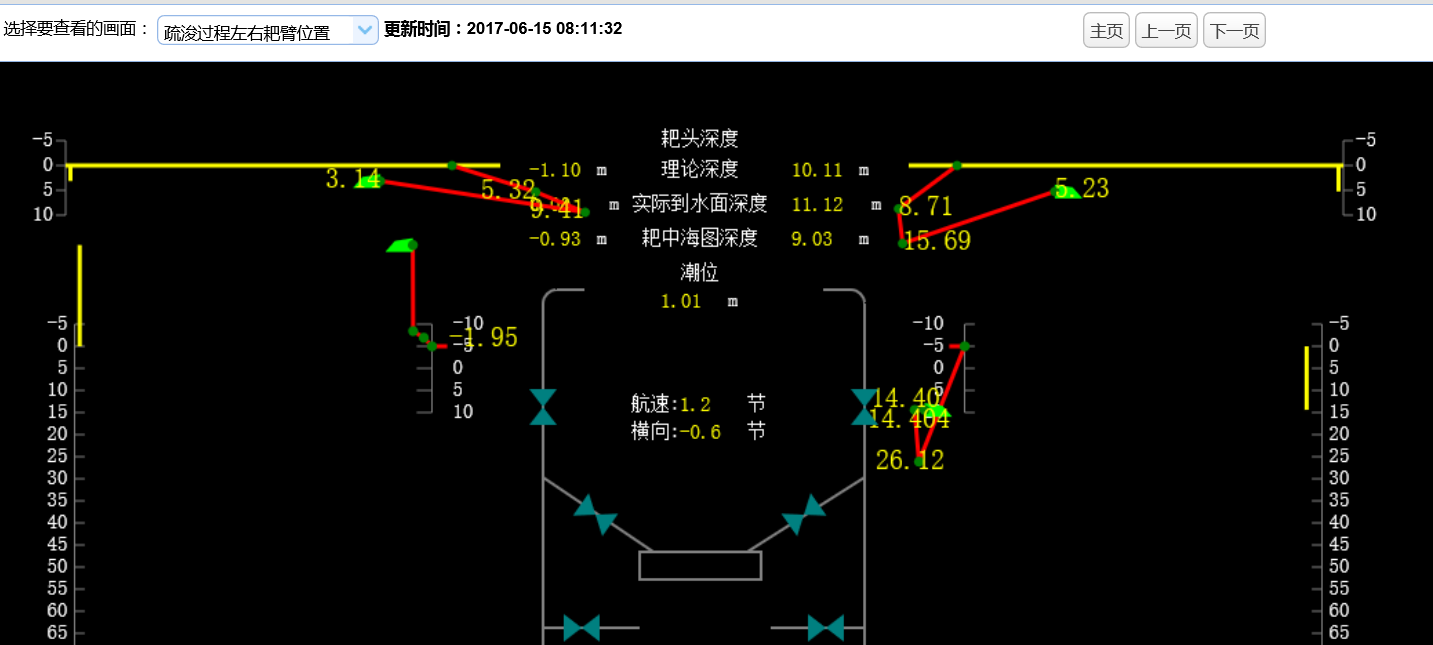 选择要查看的画面： 疏浚过程左右耙臂位置 更新时间：2017-06-15 08:11:32 主页 上一页 下一页
耙头深度
-5 -5
0 -1.10 m 理论深度 10.11 m 0
3.14 5.32 5.23
5 5
9.41 m 实际到水面深度 11.12 m 8.71
10 10
-0.93 m 耙中海图深度 9.03 m 15.69
潮位
1.01 m
-5 -10 -10 -5
-1.95
0 -5 -5 0
5 0 0 5
10 5 5 10
航速:1.2 节 14.40
15 10 15
14.404
横向:-0.6 节
20 20
25 26.12 25
30 30
35 35
40 40
45 45
50 50
55 55
60 60
65 65